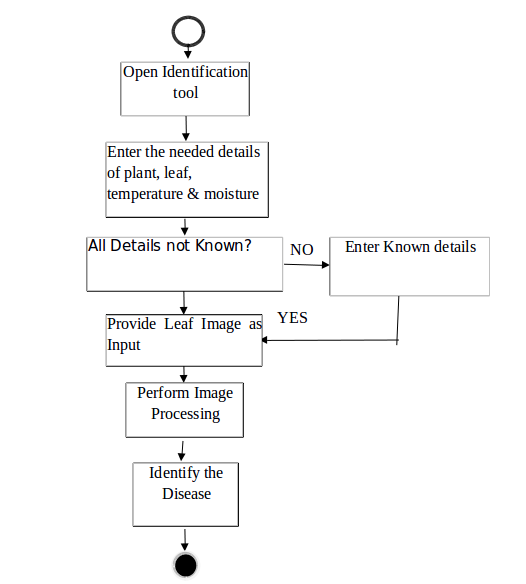 Open Identification
tool
Enter the needed details
of plant, leaf,
temperature & moisture
All Details not Known?
NO
Enter Known details
Provide Leaf Image as
Input
YES
Perform Image
Processing
Identify the
Disease